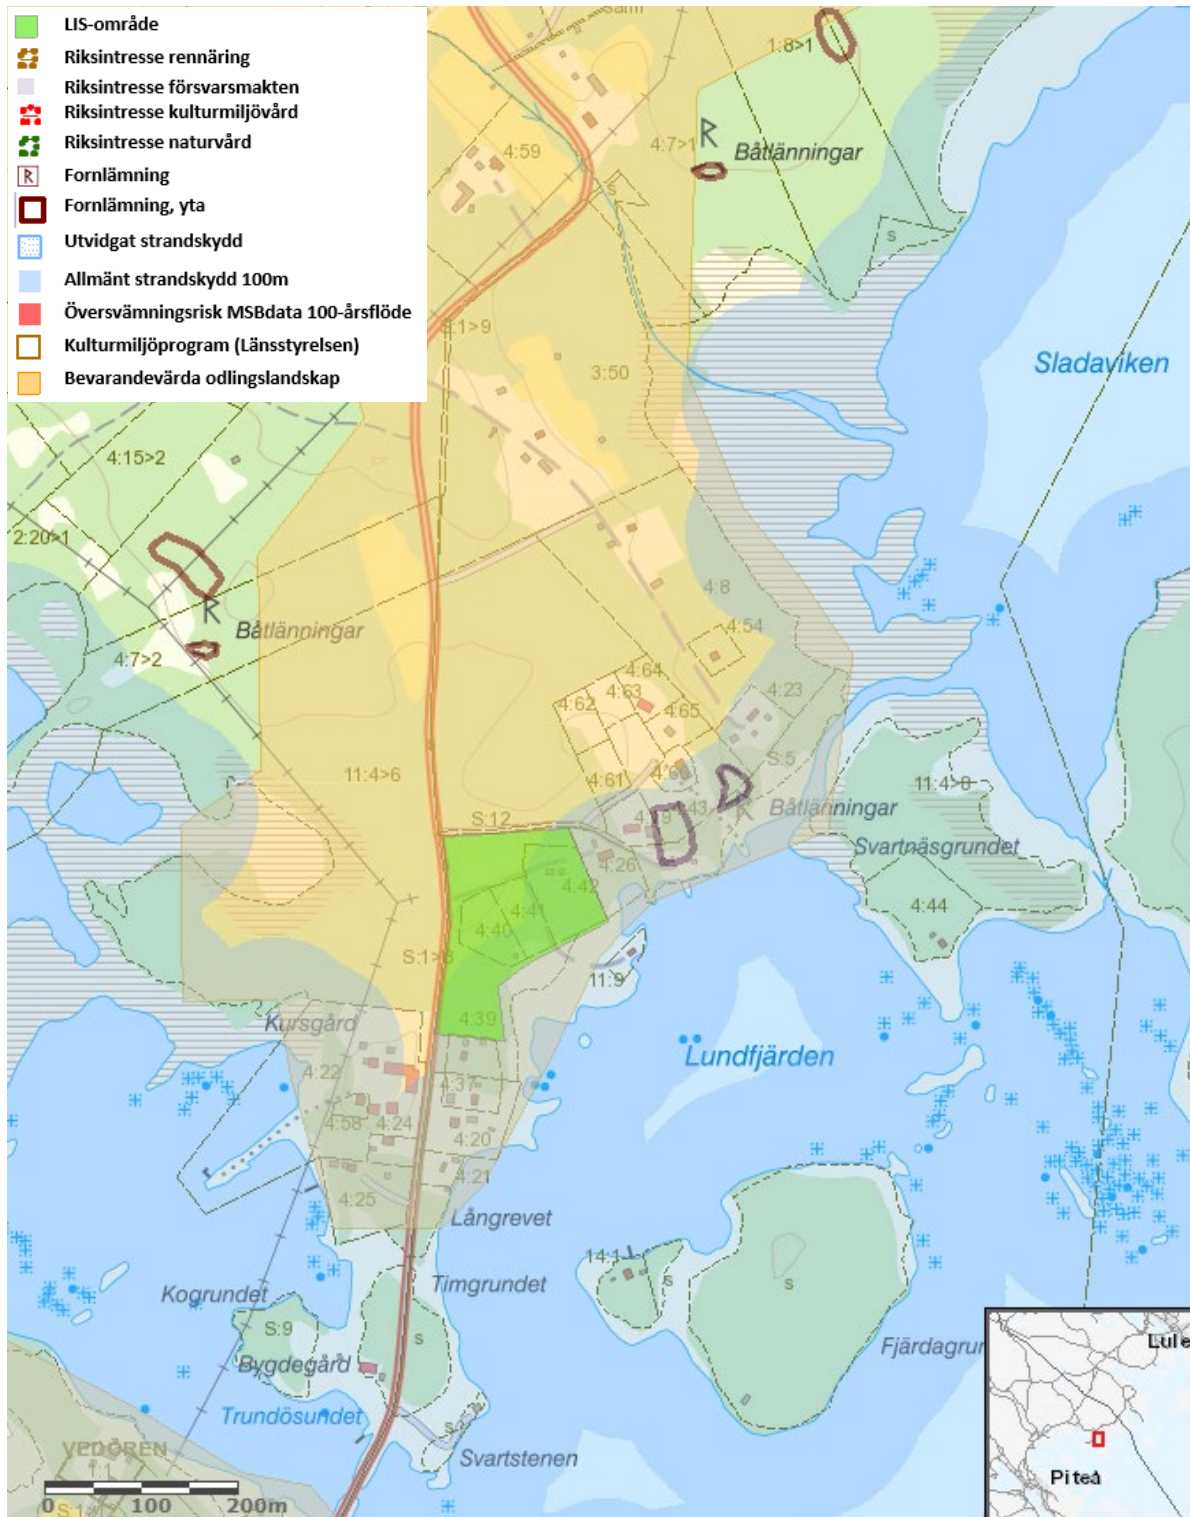 LIS-område
Riksintresse rennäring
Riksintresse försvarsmakten
Riksintresse kulturmiljövård
Riksintresse naturvård
R Fornlämning
Fornlämning, yta
Utvidgat strandskydd
Allmänt strandskydd 100m
Översvämningsrisk MSBdata 100-årsflöde
Kulturmiljöprogram (Länsstyrelsen)
Bevarandevärda odlingslandskap
1:8>1
4:59
4:7>1
R
Båtlänningar
s
s
S:1>9
Sladaviken
3:50
4:15>2
2:20>1
R
Båtlänningar
4:7>2
4:8
4:54
4:64
4:63
4:62
4:65
4:23
11:4>6
4:61
S:5
11:4>8
R
Båtlänningar
S:12
Svartnäsgrundet
4:26
4:42
4:41
4:44
4:40
11:9
4:39
Kursgård
Lundfjärden
4:22
4:37
4:58
4:24
4:20
4:21
4:25
Långrevet
14:1
s
Timgrundet
s
Kogrundet
S:9
s
Fjärdagrun
Bygdegård
Trundösundet
s
Svartstenen
VEDÖREN
1:1
S:1
0 100 200m
Lule
Piteå